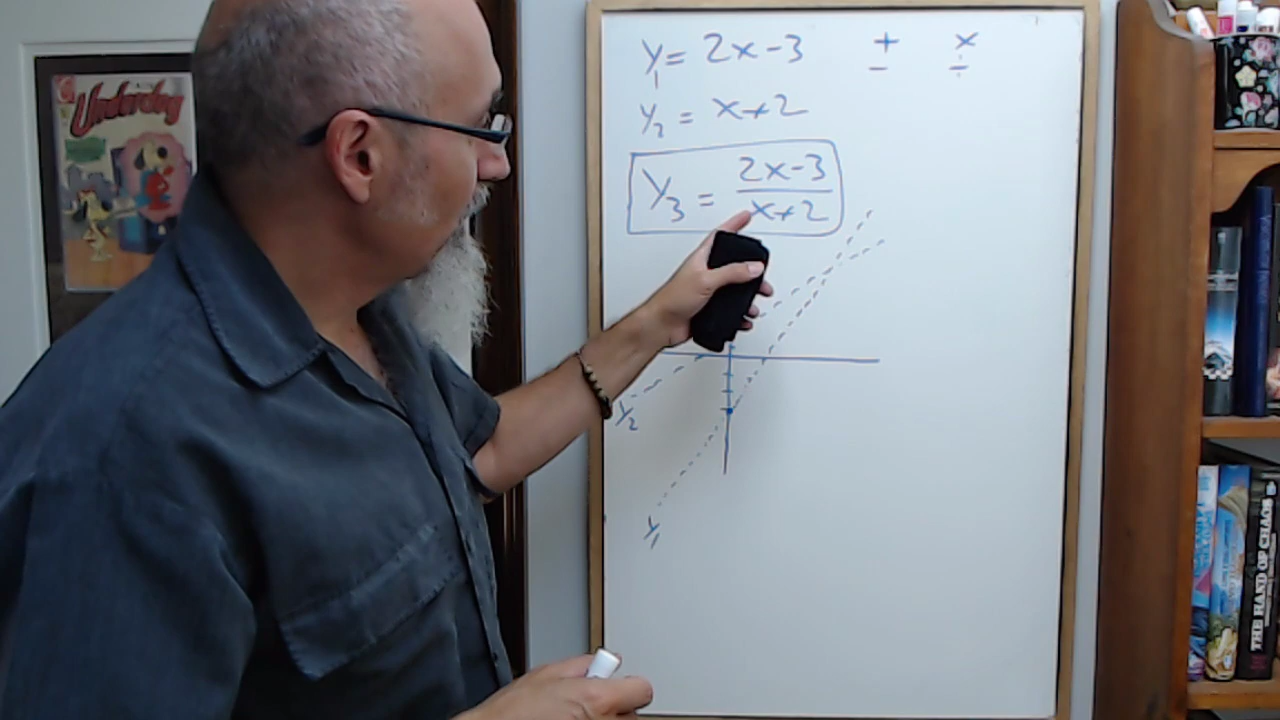 Underdog
y₁ = 2x-3 + x
- ÷
y₂ = x+2
y₃ = 2x-3
x+2
y₂
y₁
THE HAND OF CHAOS